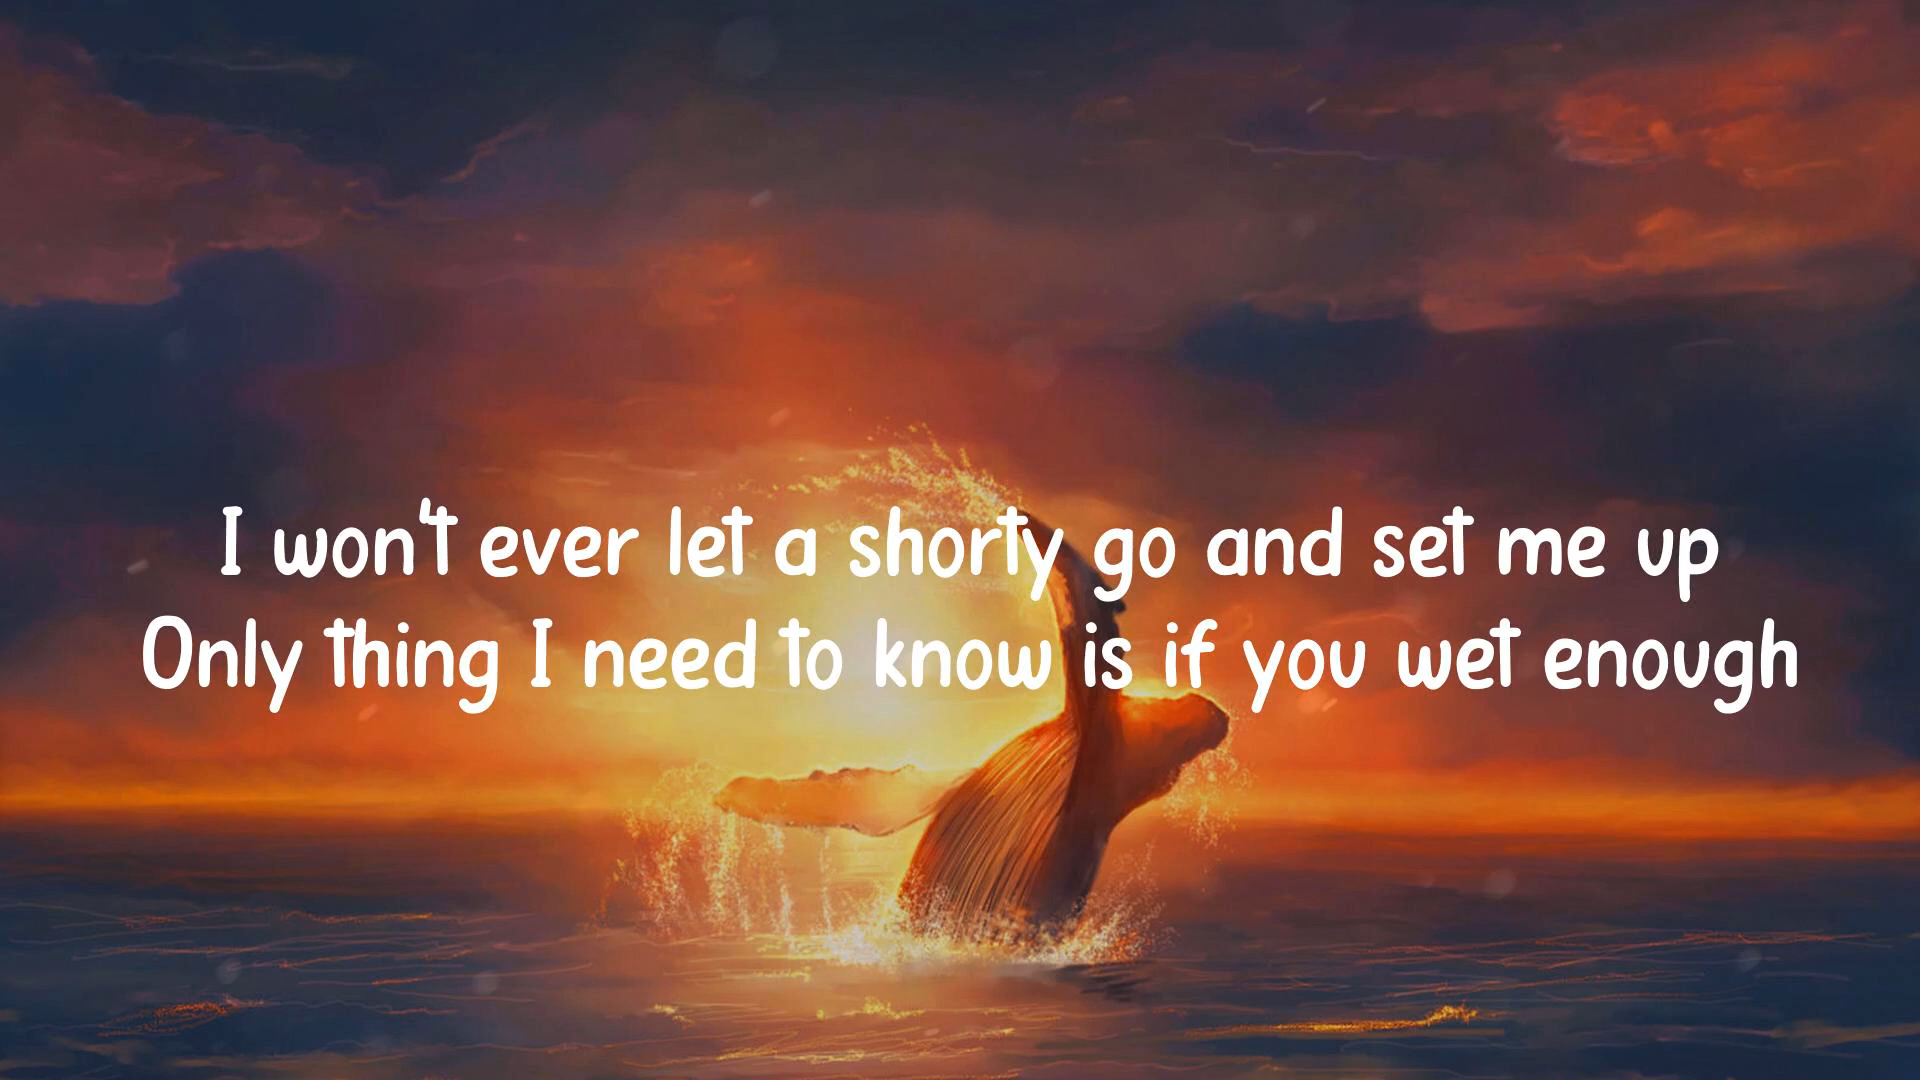 I won't ever let a shorty go and set me up
Only thing I need to know is if you wet enough